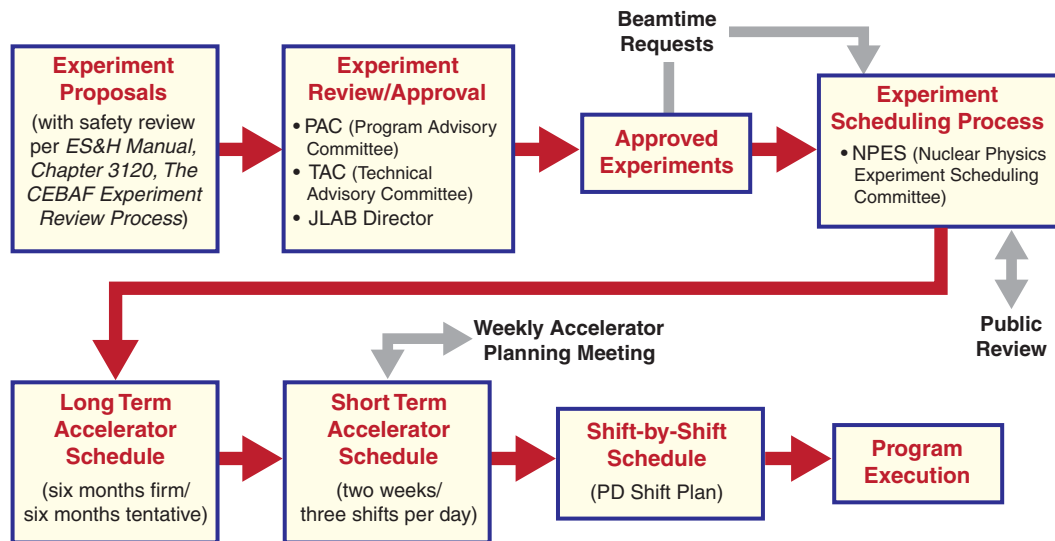 Beamtime
Requests
Experiment
Proposals
(with safety review
per ES&H Manual,
Chapter 3120, The
CEBAF Experiment
Review Process)
Experiment
Review/Approval
• PAC (Program Advisory
Committee)
• TAC (Technical
Advisory Committee)
• JLAB Director
Approved
Experiments
Experiment
Scheduling Process
• NPES (Nuclear Physics
Experiment Scheduling
Committee)
Public
Review
Weekly Accelerator
Planning Meeting
Long Term
Accelerator
Schedule
(six months firm/
six months tentative)
Short Term
Accelerator
Schedule
(two weeks/
three shifts per day)
Shift-by-Shift
Schedule
(PD Shift Plan)
Program
Execution